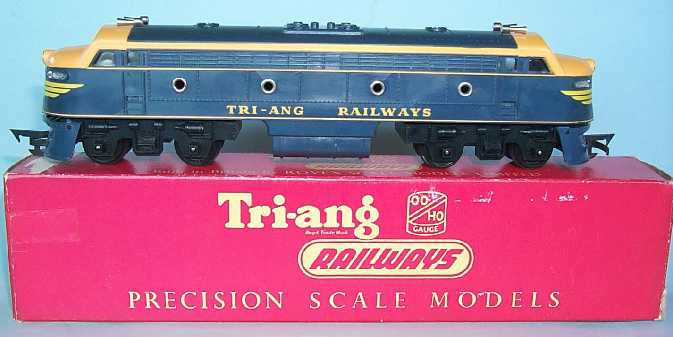 TRI-ANG RAILWAYS
Tri-ang
OO-HO
GAUGE
RAILWAYS
PRECISION SCALE MODELS